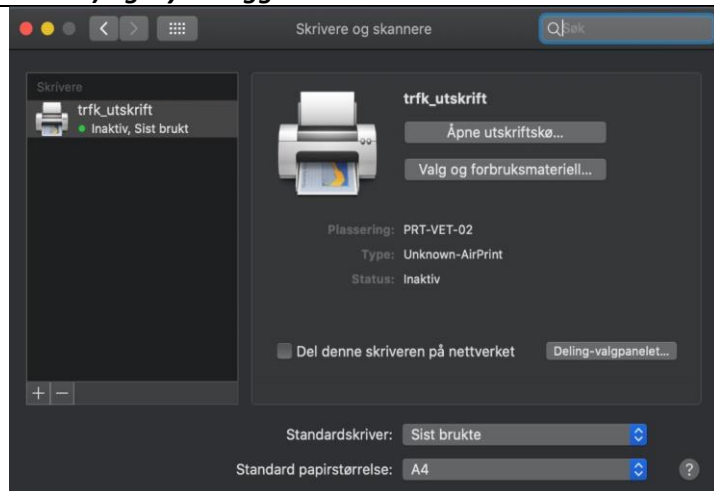 Skrivere og skannere
Søk
Skrivere
trfk_utskrift
Inaktiv, Sist brukt
trfk_utskrift
Åpne utskriftskø...
Valg og forbruksmateriell...
Plassering: PRT-VET-02
Type: Unknown-AirPrint
Status: Inaktiv
Del denne skriveren på nettverket
Deling-valgpanelet...
+ −
Standardskriver: Sist brukte
Standard papirstørrelse: A4
?